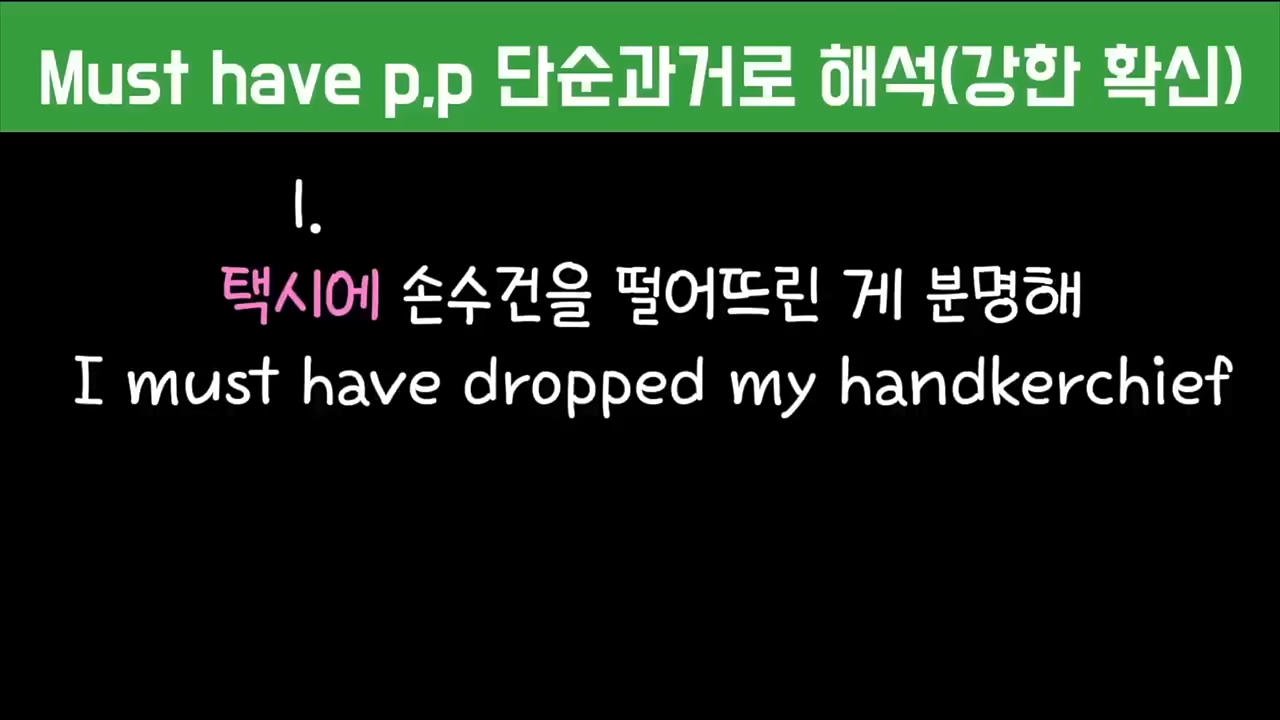 Must have p,p 단순과거로 해석(강한 확신)
1.
택시에 손수건을 떨어뜨린 게 분명해
I must have dropped my handkerchief